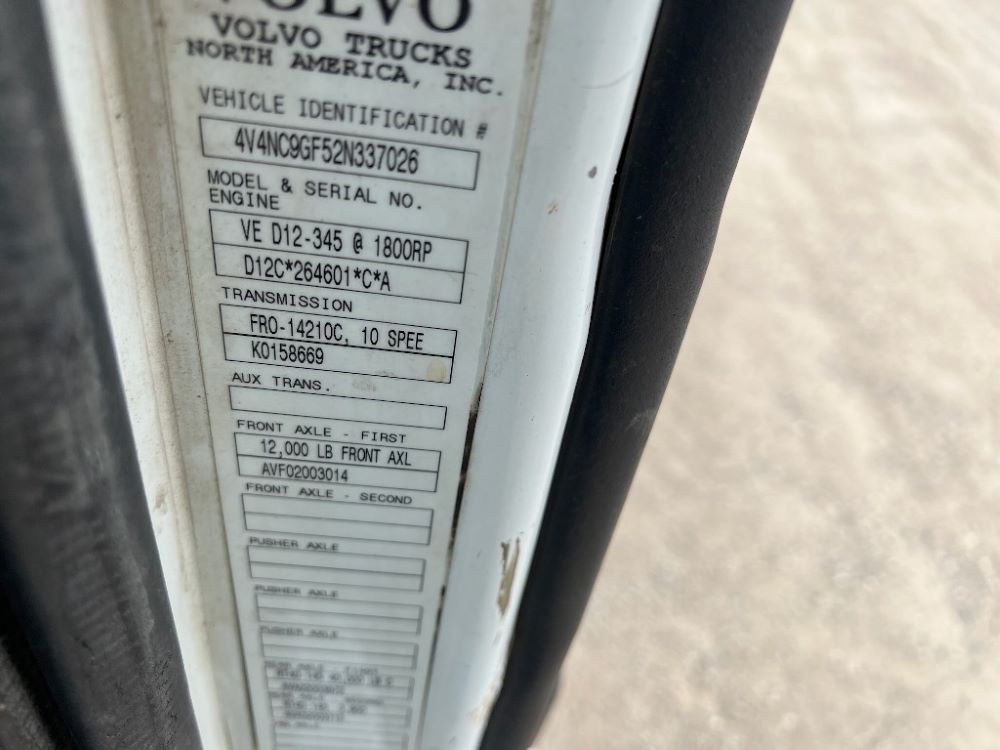 VOLVO
VOLVO TRUCKS
NORTH AMERICA, INC.
VEHICLE IDENTIFICATION #
4V4NC9GF52N337026
MODEL & SERIAL NO.
ENGINE
VE D12-345 @ 1800RP
D12C*264601*C*A
TRANSMISSION
FRO-14210C, 10 SPEE
K0158669
AUX TRANS.
FRONT AXLE - FIRST
12,000 LB FRONT AXL
AVF02003014
FRONT AXLE - SECOND
PUSHER AXLE
PUSHER AXLE
PUSHER AXLE